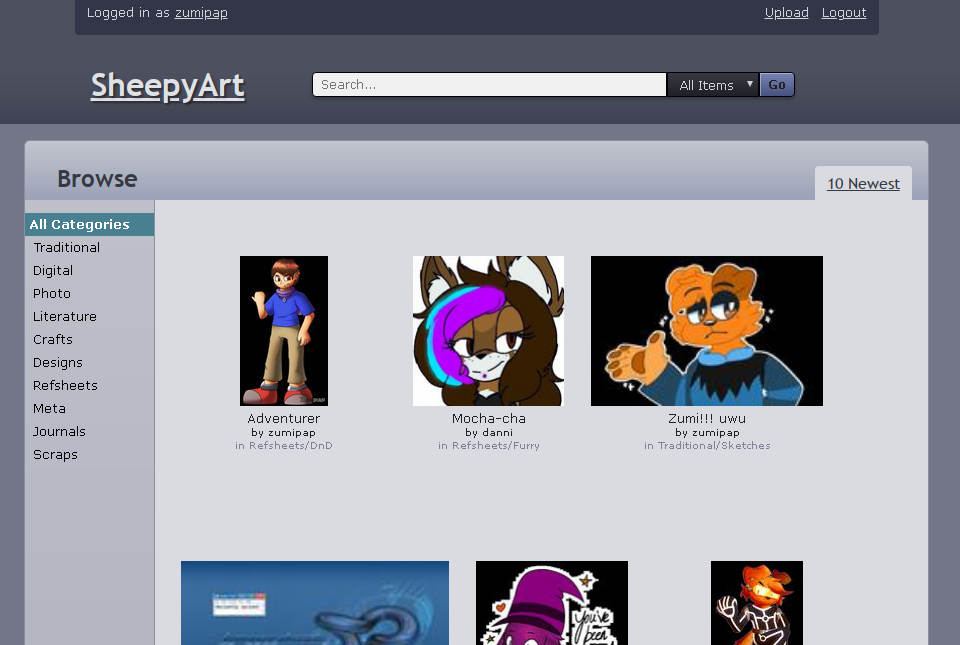 Logged in as zumipap
Upload Logout
SheepyArt
Search...
All Items
Go
Browse
10 Newest
All Categories
Traditional
Digital
Photo
Literature
Crafts
Designs
Refsheets
Meta
Journals
Scraps
Adventurer
by zumipap
in Refsheets/DnD
Mocha-cha
by danni
in Refsheets/Furry
Zumi!!! uwu
by zumipap
in Traditional/Sketches
You've
been